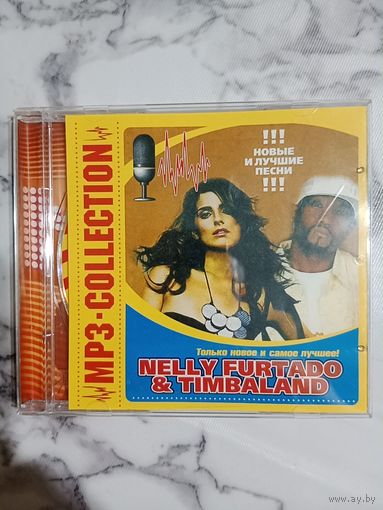 MP3-COLLECTION
!!!
НОВЫЕ
И ЛУЧШИЕ
ПЕСНИ
!!!
Только новое и самое лучшее!
NELLY FURTADO
& TIMBALAND
www.ay.by